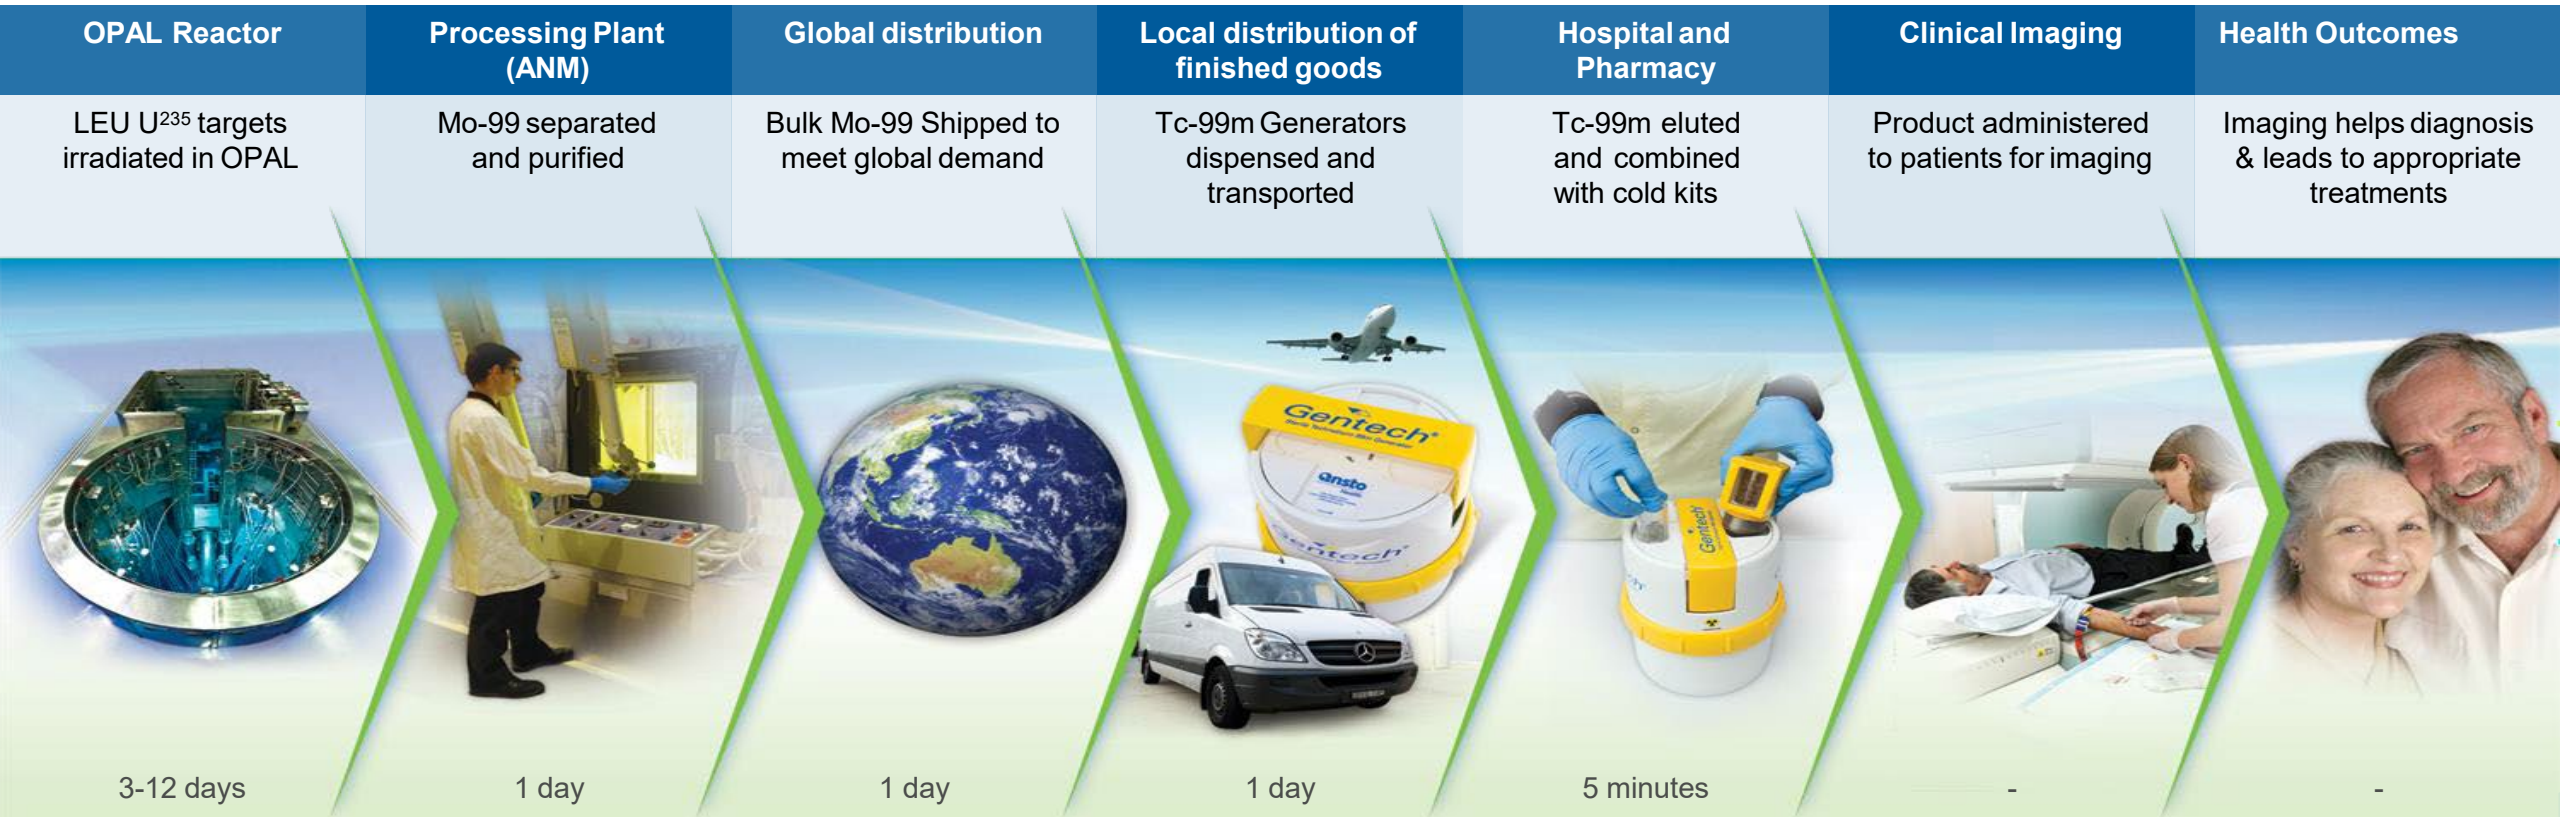 OPAL Reactor
LEU U235 targets
irradiated in OPAL
3-12 days
Processing Plant
(ANM)
Mo-99 separated
and purified
1 day
Global distribution
Bulk Mo-99 Shipped to
meet global demand
1 day
Local distribution of
finished goods
Tc-99m Generators
dispensed and
transported
Gentech
ansto
Gentech
1 day
Hospital and
Pharmacy
Tc-99m eluted
and combined
with cold kits
Gentech
5 minutes
Clinical Imaging
Product administered
to patients for imaging
-
Health Outcomes
Imaging helps diagnosis
& leads to appropriate
treatments
-